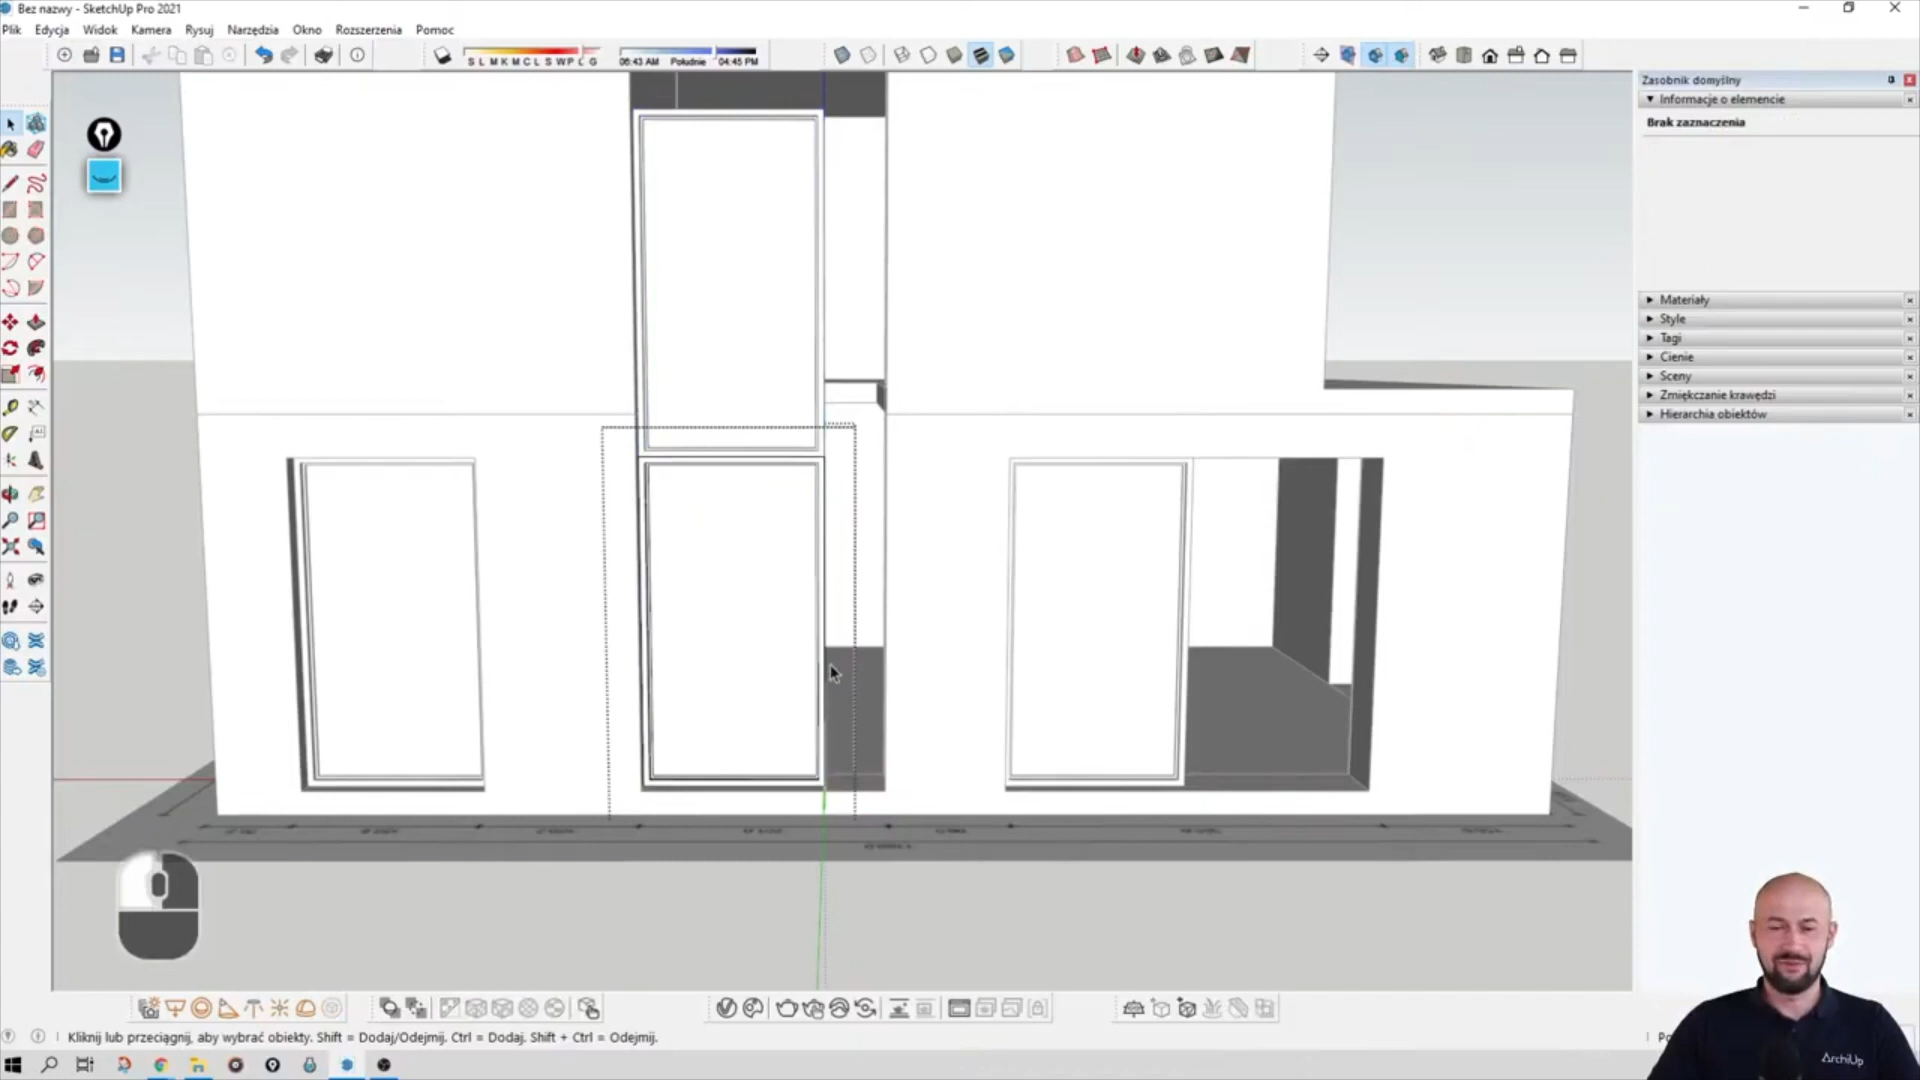 Bez nazwy - SketchUp Pro 2021
Plik Edycja Widok Kamera Rysuj Narzędzia Okno Rozszerzenia Pomoc
06:43 AM Południe 04:45 PM
Zasobnik domyślny
Informacje o elemencie
Brak zaznaczenia
Materiały
Style
Tagi
Cienie
Sceny
Zmiękczanie krawędzi
Hierarchia obiektów
ArchiUp
Kliknij lub przeciągnij, aby wybrać obiekty. Shift = Dodaj/Odejmij. Ctrl = Dodaj. Shift + Ctrl = Odejmij.